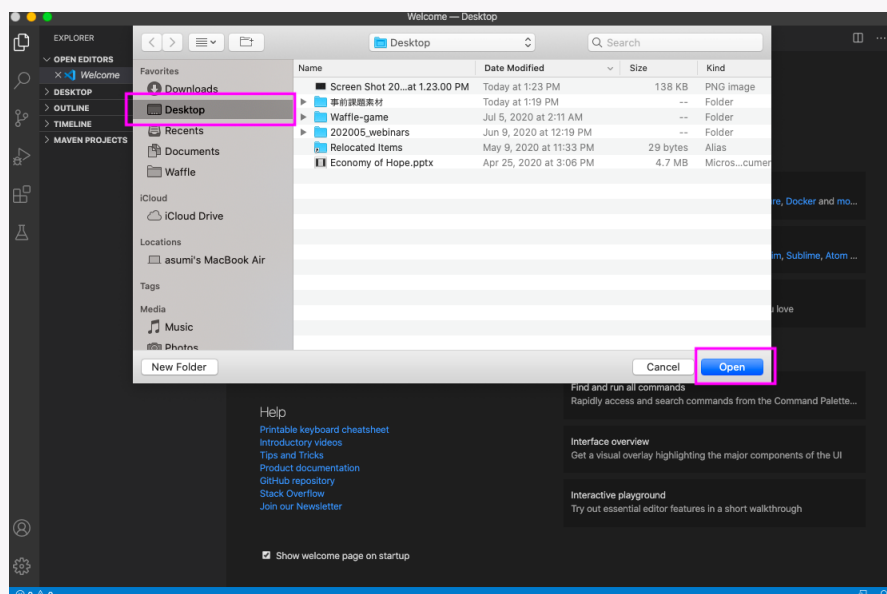 Welcome — Desktop
EXPLORER
OPEN EDITORS
Welcome
DESKTOP
OUTLINE
TIMELINE
MAVEN PROJECTS
Desktop
Search
Favorites
Downloads
Desktop
Recents
Documents
Waffle
iCloud
iCloud Drive
Locations
asumi's MacBook Air
Tags
Media
Music
Photos
Name Date Modified Size Kind
Screen Shot 20...at 1.23.00 PM Today at 1:23 PM 138 KB PNG image
事前課題素材 Today at 1:19 PM -- Folder
Waffle-game Jul 5, 2020 at 2:11 AM -- Folder
202005_webinars Jun 9, 2020 at 12:19 PM -- Folder
Relocated Items May 9, 2020 at 11:33 PM 29 bytes Alias
Economy of Hope.pptx Apr 25, 2020 at 3:06 PM 4.7 MB Micros...cumen
New Folder Cancel Open
re, Docker and mo...
im, Sublime, Atom ...
love
Help
Printable keyboard cheatsheet
Introductory videos
Tips and Tricks
Product documentation
GitHub repository
Stack Overflow
Join our Newsletter
Show welcome page on startup
Find and run all commands
Rapidly access and search commands from the Command Palette...
Interface overview
Get a visual overlay highlighting the major components of the UI
Interactive playground
Try out essential editor features in a short walkthrough